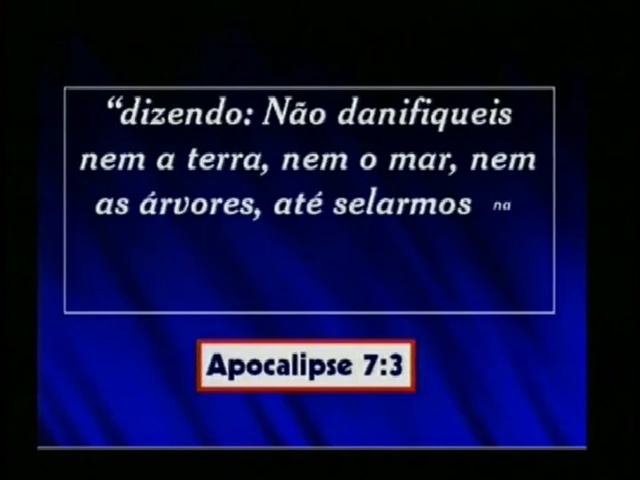 “dizendo: Não danifiqueis
nem a terra, nem o mar, nem
as árvores, até selarmos na
Apocalipse 7:3